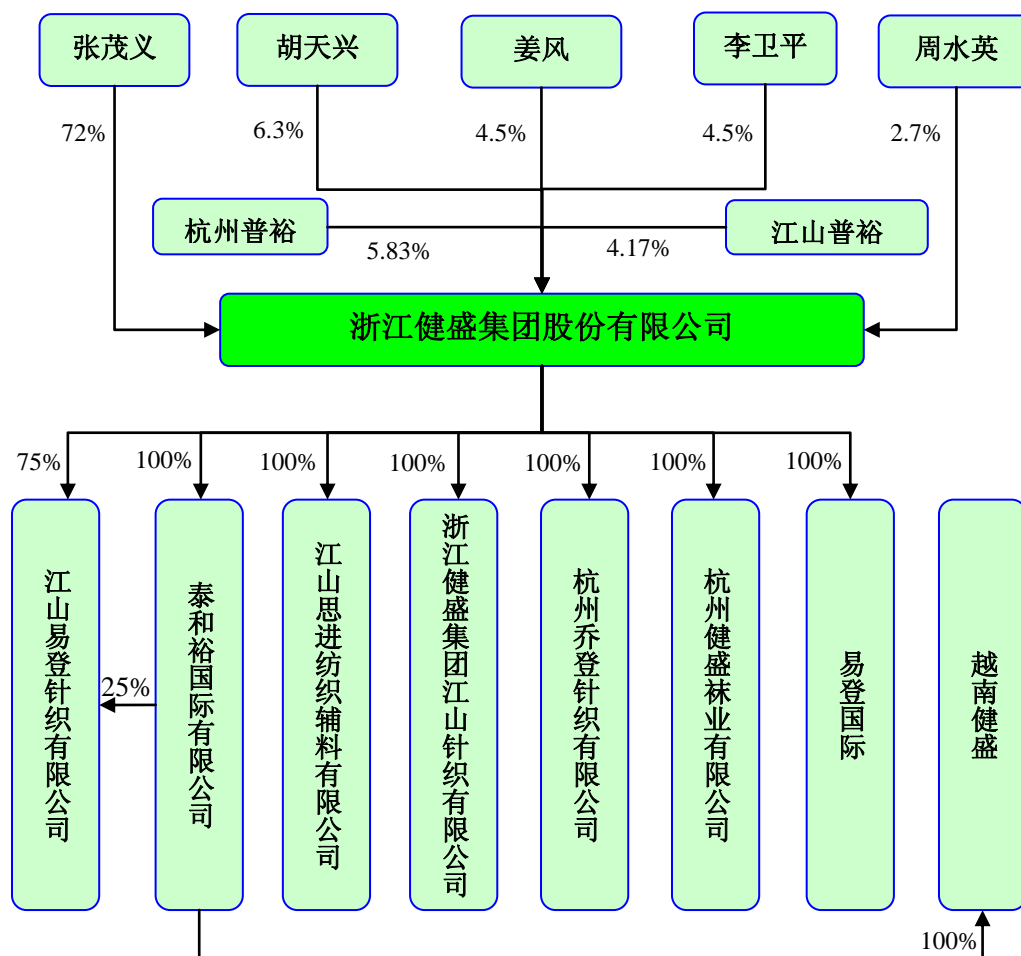 张茂义
胡天兴
姜风
李卫平
周水英
72%
6.3%
4.5%
4.5%
2.7%
杭州普裕
江山普裕
5.83%
4.17%
浙江健盛集团股份有限公司
75%
100%
100%
100%
100%
100%
100%
江山易登针织有限公司
25%
泰和裕国际有限公司
江山思进纺织辅料有限公司
浙江健盛集团江山针织有限公司
杭州乔登针织有限公司
杭州健盛袜业有限公司
易登国际
越南健盛
100%